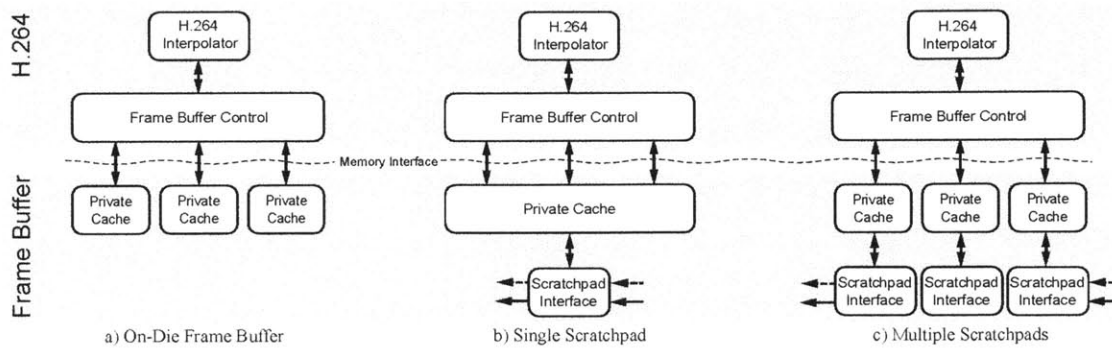 H.264
H.264
Interpolator
Frame Buffer Control
Private
Cache
Private
Cache
Private
Cache
a) On-Die Frame Buffer
Memory Interface
H.264
Interpolator
Frame Buffer Control
Private Cache
Scratchpad
Interface
b) Single Scratchpad
H.264
Interpolator
Frame Buffer Control
Private
Cache
Private
Cache
Private
Cache
Scratchpad
Interface
Scratchpad
Interface
Scratchpad
Interface
c) Multiple Scratchpads
Frame Buffer